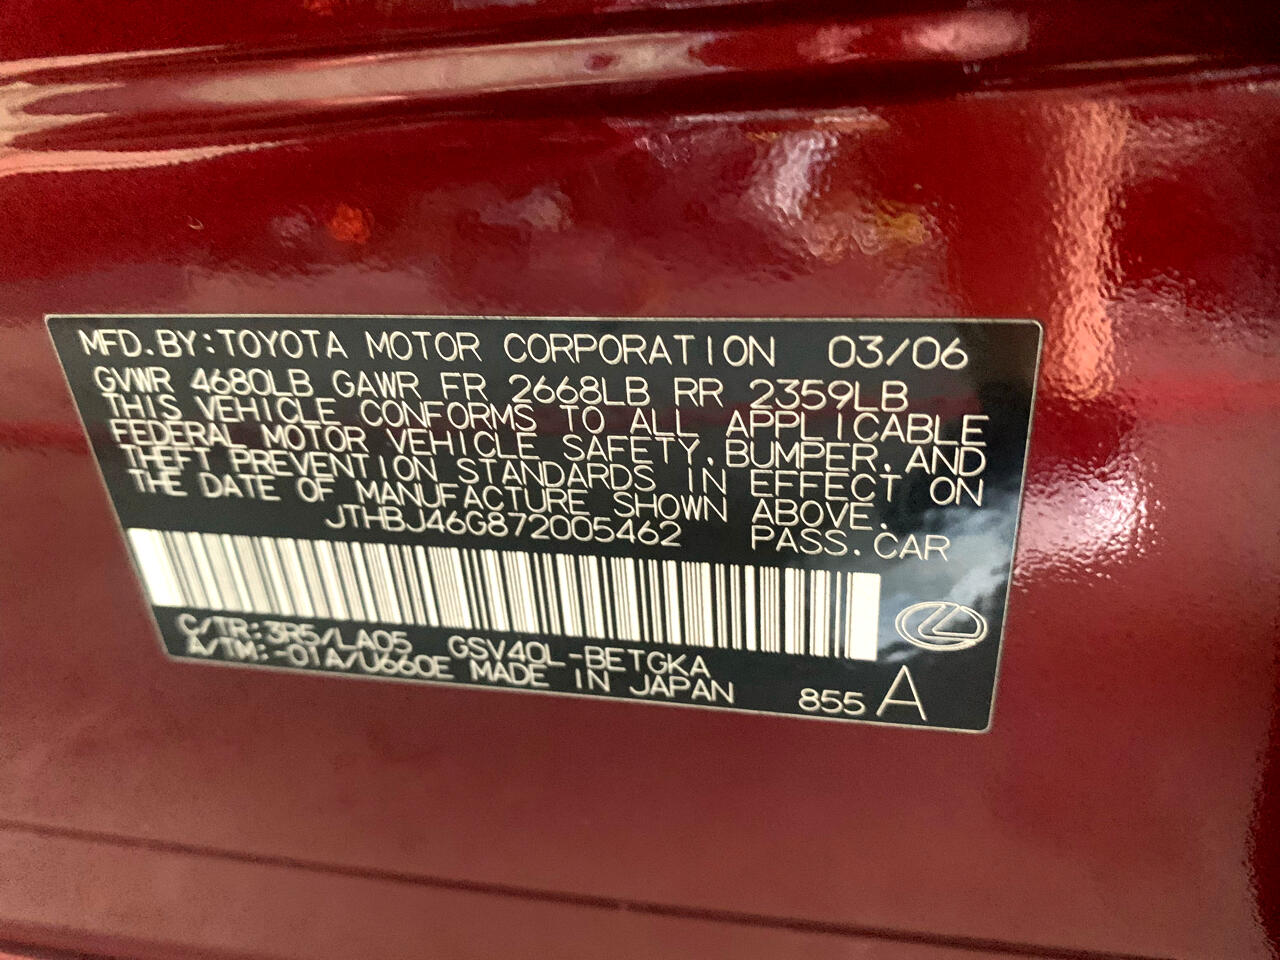 MFD.BY:TOYOTA MOTOR CORPORATION 03/06
GVWR 4680LB GAWR FR 2668LB RR 2359LB
THIS VEHICLE CONFORMS TO ALL APPLICABLE
FEDERAL MOTOR VEHICLE SAFETY,BUMPER,AND
THEFT PREVENTION STANDARDS IN EFFECT ON
THE DATE OF MANUFACTURE SHOWN ABOVE.
JTHBJ46G872005462 PASS.CAR
C/TR:3R5/LA05 GSV40L-BETGKA
A/TM:-01A/U660E MADE IN JAPAN 855 A